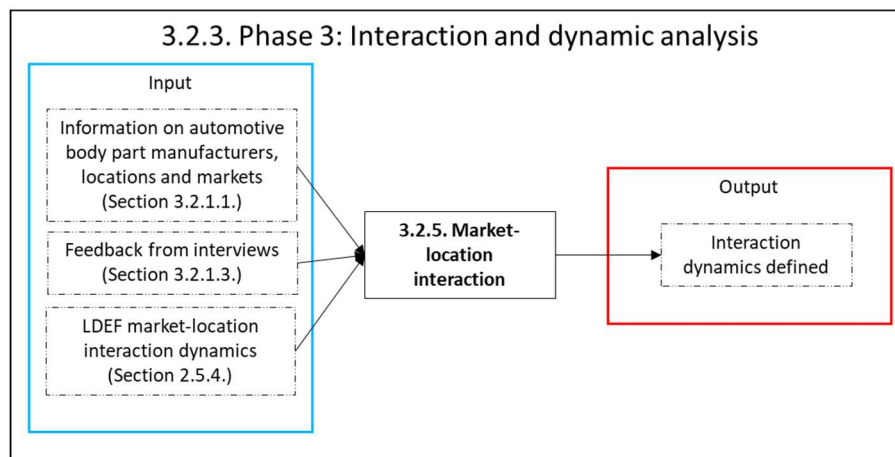 3.2.3. Phase 3: Interaction and dynamic analysis
Input
Information on automotive
body part manufacturers,
locations and markets
(Section 3.2.1.1.)
Feedback from interviews
(Section 3.2.1.3.)
LDEF market-location
interaction dynamics
(Section 2.5.4.)
3.2.5. Market-
location
interaction
Output
Interaction
dynamics defined